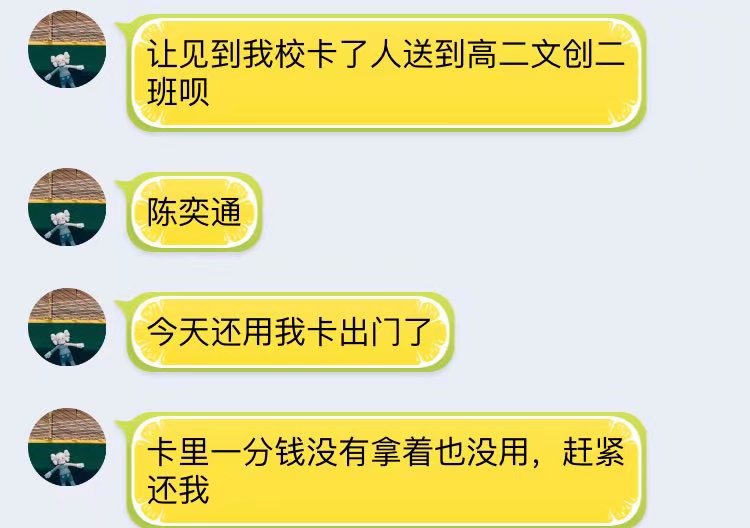 让见到我校卡了人送到高二文创二
班呗
陈奕通
今天还用我卡出门了
卡里一分钱没有拿着也没用，赶紧
还我